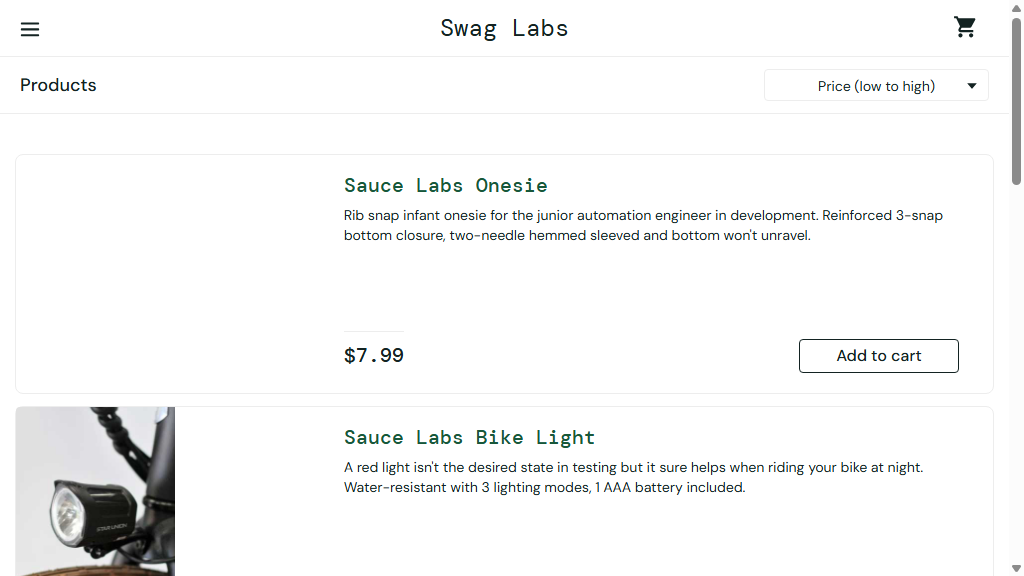 Swag Labs
Products
Price (low to high)
Sauce Labs Onesie
Rib snap infant onesie for the junior automation engineer in development. Reinforced 3-snap
bottom closure, two-needle hemmed sleeved and bottom won't unravel.
$7.99
Add to cart
Sauce Labs Bike Light
A red light isn't the desired state in testing but it sure helps when riding your bike at night.
Water-resistant with 3 lighting modes, 1 AAA battery included.